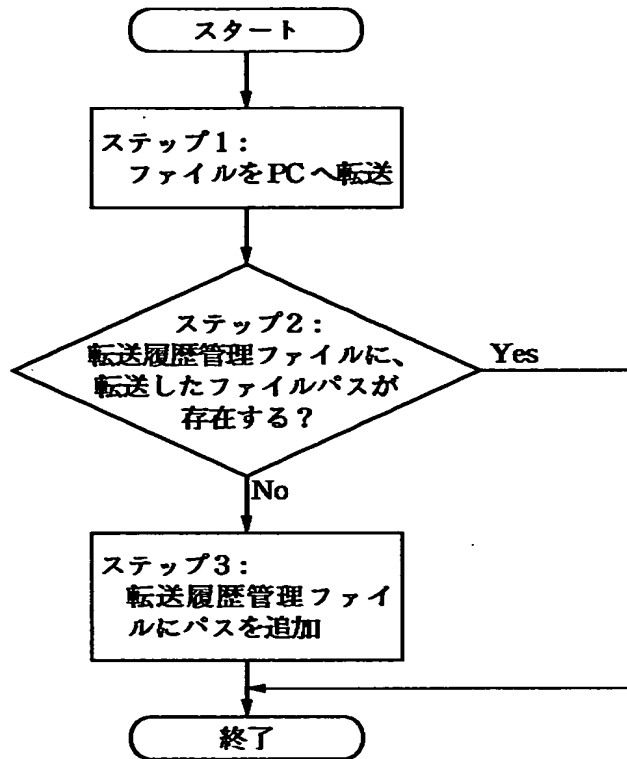 スタート
ステップ1:
ファイルをPCへ転送
ステップ2:
転送履歴管理ファイルに、
転送したファイルパスが
存在する?
Yes
No
ステップ3:
転送履歴管理ファイ
ルにパスを追加
終了